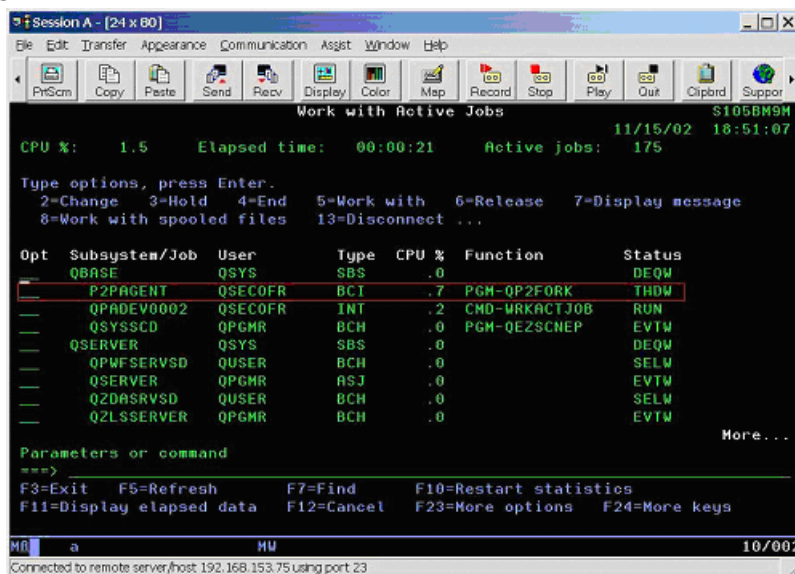 Session A - [24 x 80]
File Edit Transfer Appearance Communication Assist Window Help
PrtScrn Copy Paste Send Recv Display Color Map Record Stop Play Quit Clipbrd Suppor
Work with Active Jobs S105BM9M
11/15/02 18:51:07
CPU %: 1.5 Elapsed time: 00:00:21 Active jobs: 175
Type options, press Enter.
2=Change 3=Hold 4=End 5=Work with 6=Release 7=Display message
8=Work with spooled files 13=Disconnect ...
Opt Subsystem/Job User Type CPU % Function Status
QBASE QSYS SBS .0 DEQW
P2PAGENT QSECOFR BCI .7 PGM-QP2FORK THDW
QPADEV0002 QSECOFR INT .2 CMD-WRKACTJOB RUN
QSYSSCD QPGMR BCH .0 PGM-QEZSCNEP EVTW
QSERVER QSYS SBS .0 DEQW
QPWFSERVSD QUSER BCH .0 SELW
QSERVER QPGMR ASJ .0 EVTW
QZDASRVSD QUSER BCH .0 SELW
QZLSSERVER QPGMR BCH .0 EVTW
More...
Parameters or command
===>
F3=Exit F5=Refresh F7=Find F10=Restart statistics
F11=Display elapsed data F12=Cancel F23=More options F24=More keys
a MW 10/002
Connected to remote server/host 192.168.153.75 using port 23